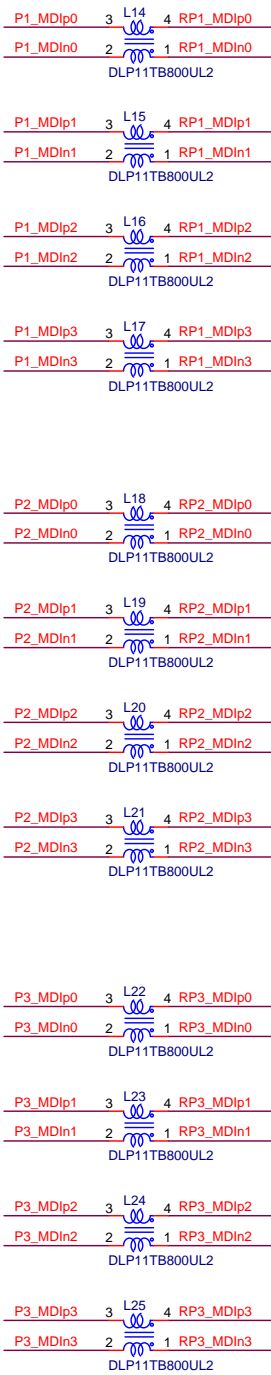 L14
P1_MDIp0 3 4 RP1_MDIp0
P1_MDIn0 2 1 RP1_MDIn0
DLP11TB800UL2
L15
P1_MDIp1 3 4 RP1_MDIp1
P1_MDIn1 2 1 RP1_MDIn1
DLP11TB800UL2
L16
P1_MDIp2 3 4 RP1_MDIp2
P1_MDIn2 2 1 RP1_MDIn2
DLP11TB800UL2
L17
P1_MDIp3 3 4 RP1_MDIp3
P1_MDIn3 2 1 RP1_MDIn3
DLP11TB800UL2
L18
P2_MDIp0 3 4 RP2_MDIp0
P2_MDIn0 2 1 RP2_MDIn0
DLP11TB800UL2
L19
P2_MDIp1 3 4 RP2_MDIp1
P2_MDIn1 2 1 RP2_MDIn1
DLP11TB800UL2
L20
P2_MDIp2 3 4 RP2_MDIp2
P2_MDIn2 2 1 RP2_MDIn2
DLP11TB800UL2
L21
P2_MDIp3 3 4 RP2_MDIp3
P2_MDIn3 2 1 RP2_MDIn3
DLP11TB800UL2
L22
P3_MDIp0 3 4 RP3_MDIp0
P3_MDIn0 2 1 RP3_MDIn0
DLP11TB800UL2
L23
P3_MDIp1 3 4 RP3_MDIp1
P3_MDIn1 2 1 RP3_MDIn1
DLP11TB800UL2
L24
P3_MDIp2 3 4 RP3_MDIp2
P3_MDIn2 2 1 RP3_MDIn2
DLP11TB800UL2
L25
P3_MDIp3 3 4 RP3_MDIp3
P3_MDIn3 2 1 RP3_MDIn3
DLP11TB800UL2